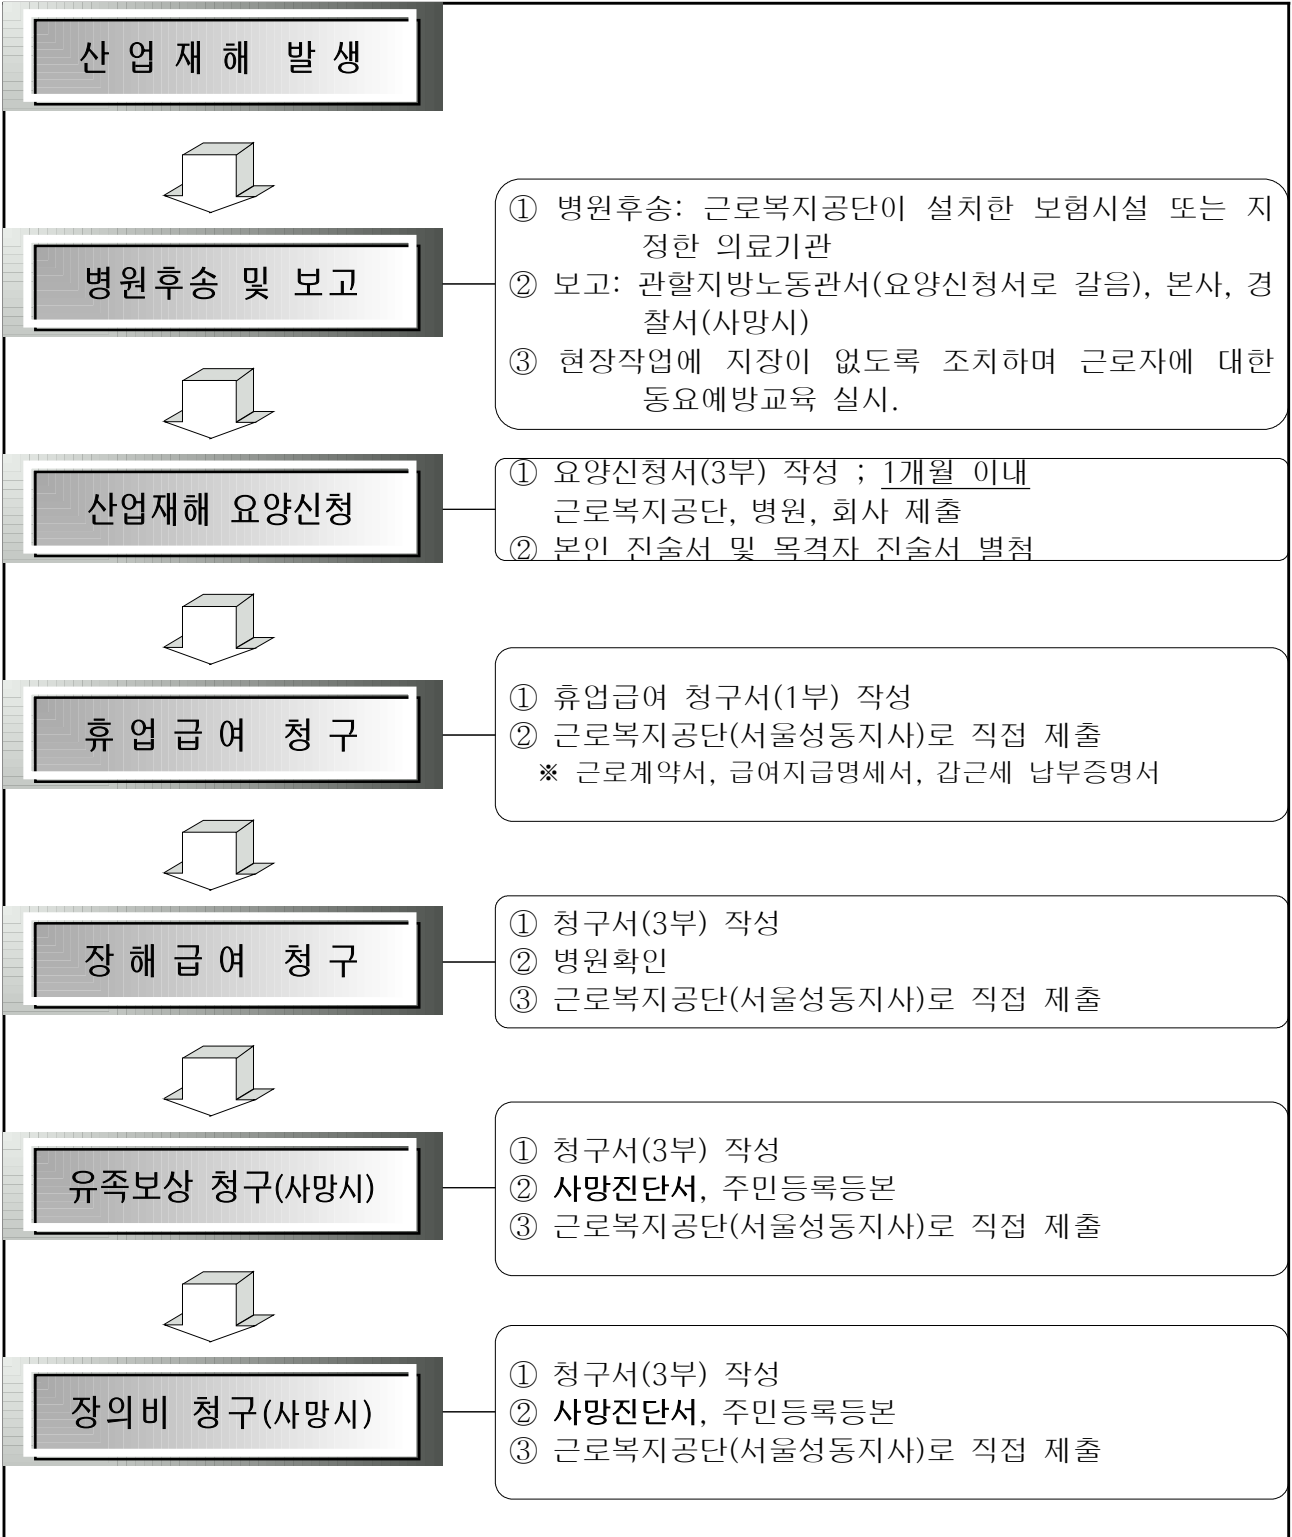 산 업 재 해 발 생
병원후송 및 보고
① 병원후송: 근로복지공단이 설치한 보험시설 또는 지
정한 의료기관
② 보고: 관할지방노동관서(요양신청서로 갈음), 본사, 경
찰서(사망시)
③ 현장작업에 지장이 없도록 조치하며 근로자에 대한
동요예방교육 실시.
산업재해 요양신청
① 요양신청서(3부) 작성 ; 1개월 이내
근로복지공단, 병원, 회사 제출
② 본인 진술서 및 목격자 진술서 별첨
휴 업 급 여 청 구
① 휴업급여 청구서(1부) 작성
② 근로복지공단(서울성동지사)로 직접 제출
※ 근로계약서, 급여지급명세서, 갑근세 납부증명서
장 해 급 여 청 구
① 청구서(3부) 작성
② 병원확인
③ 근로복지공단(서울성동지사)로 직접 제출
유족보상 청구(사망시)
① 청구서(3부) 작성
② 사망진단서, 주민등록등본
③ 근로복지공단(서울성동지사)로 직접 제출
장의비 청구(사망시)
① 청구서(3부) 작성
② 사망진단서, 주민등록등본
③ 근로복지공단(서울성동지사)로 직접 제출